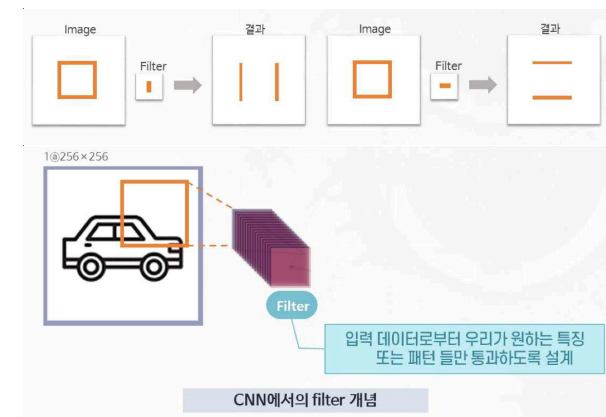 Image
Filter
결과
Image
Filter
결과
1@256×256
Filter
입력 데이터로부터 우리가 원하는 특징
또는 패턴 들만 통과하도록 설계
CNN에서의 filter 개념